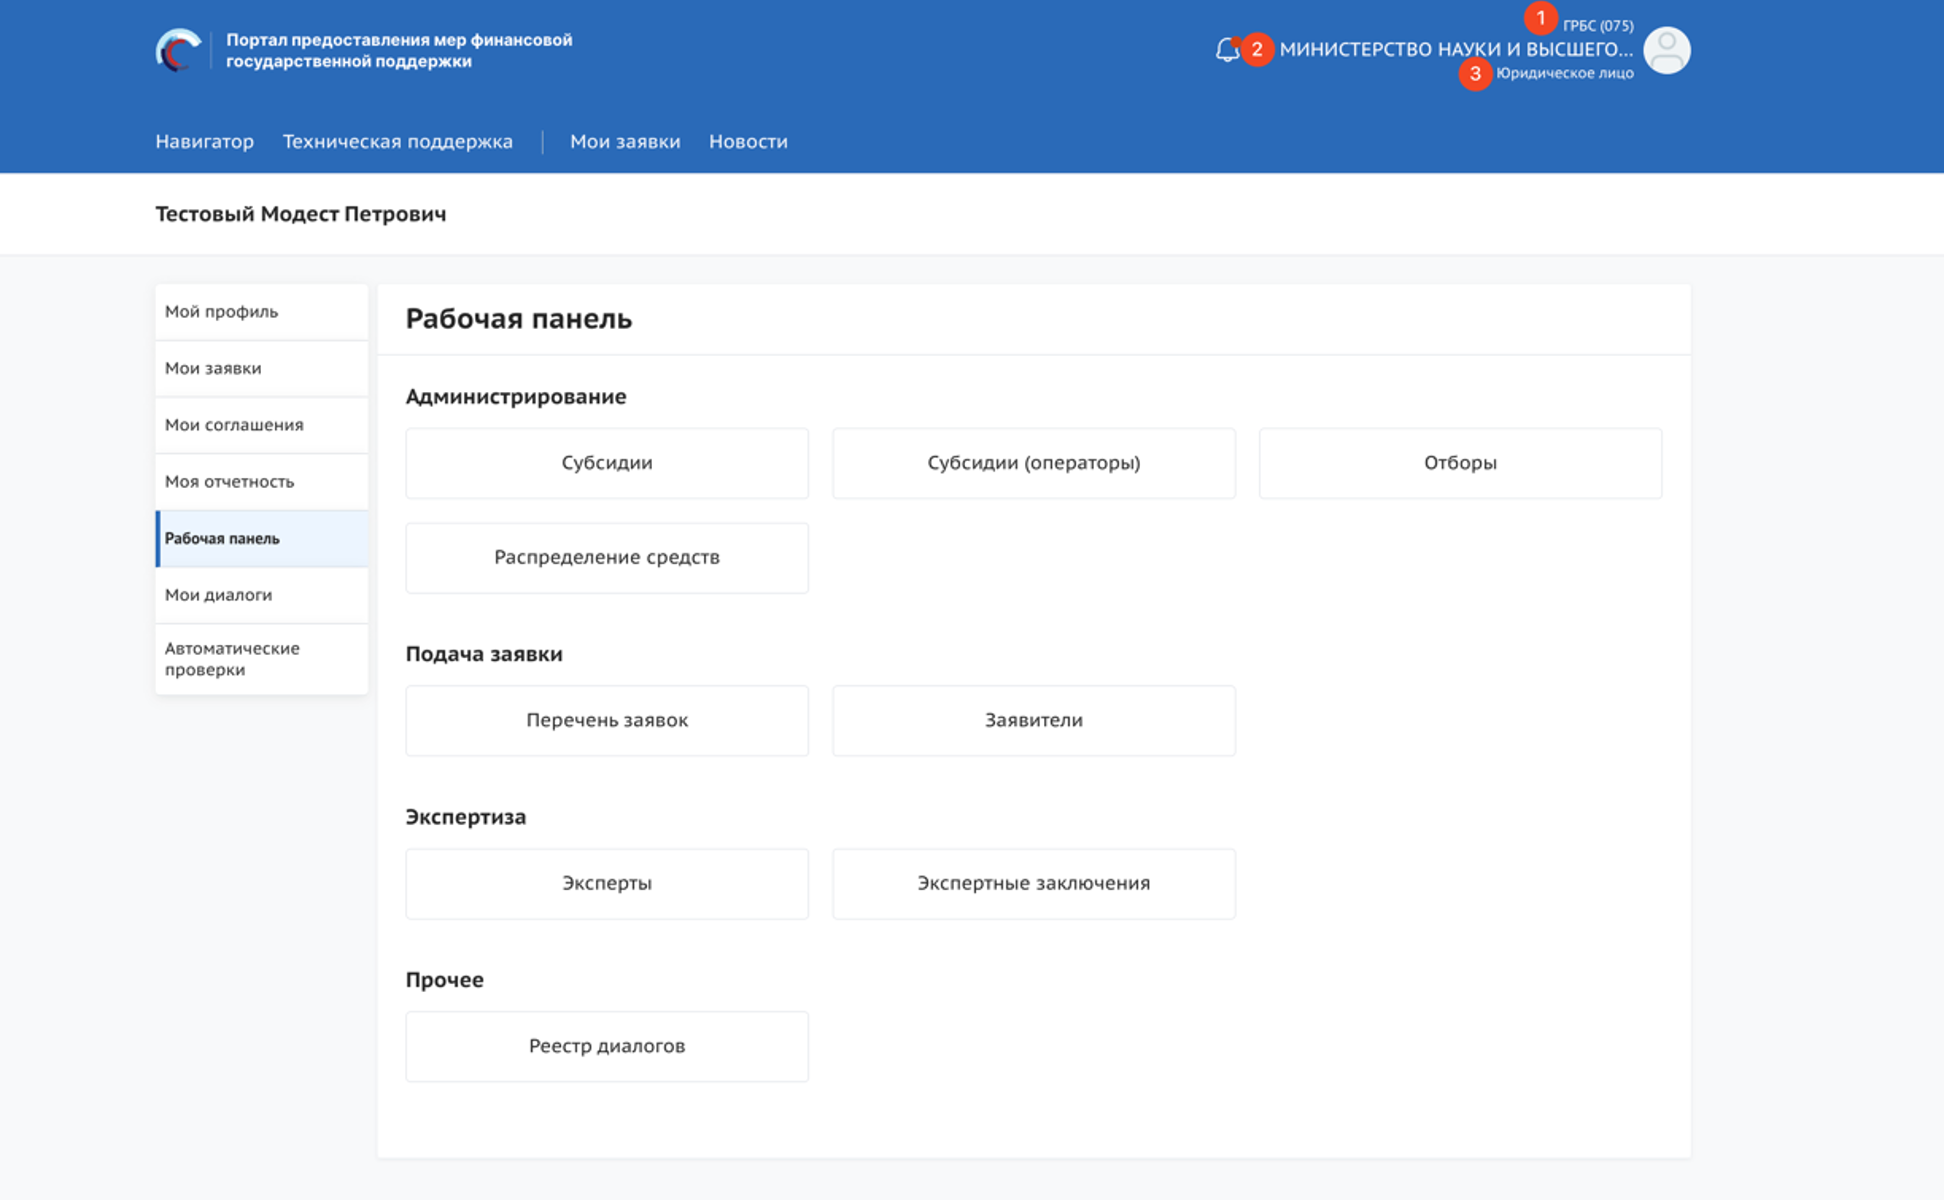 Портал предоставления мер финансовой
государственной поддержки
1 ГРБС (075)
2 МИНИСТЕРСТВО НАУКИ И ВЫСШЕГО...
3 Юридическое лицо
Навигатор Техническая поддержка | Мои заявки Новости
Тестовый Модест Петрович
Мой профиль
Мои заявки
Мои соглашения
Моя отчетность
Рабочая панель
Мои диалоги
Автоматические
проверки
Рабочая панель
Администрирование
Субсидии
Субсидии (операторы)
Отборы
Распределение средств
Подача заявки
Перечень заявок
Заявители
Экспертиза
Эксперты
Экспертные заключения
Прочее
Реестр диалогов